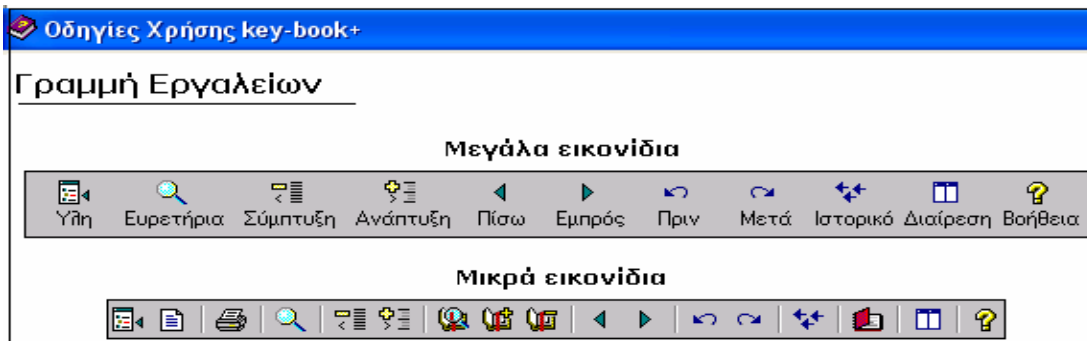 Οδηγίες Χρήσης key-book+
Γραμμή Εργαλείων
Μεγάλα εικονίδια
Ύλη Ευρετήρια Σύμπτυξη Ανάπτυξη Πίσω Εμπρός Πριν Μετά Ιστορικό Διαίρεση Βοήθεια
Μικρά εικονίδια